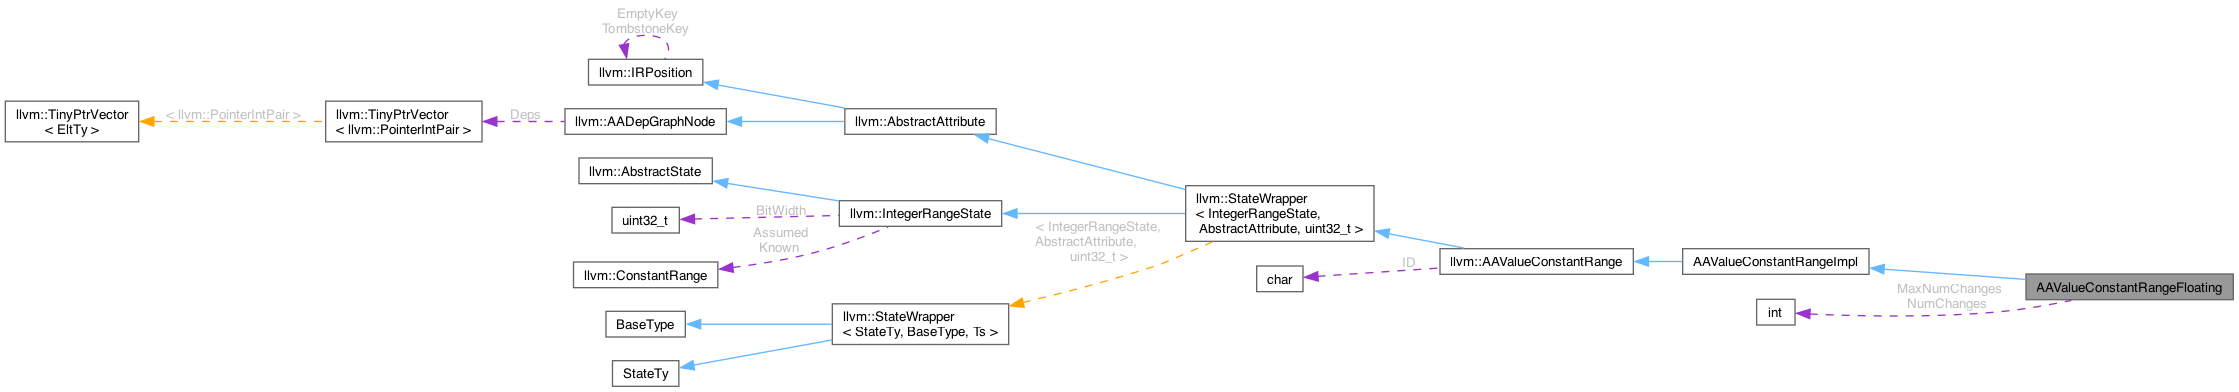 EmptyKey
TombstoneKey
llvm::IRPosition
llvm::TinyPtrVector
< EltTy >
< llvm::PointerIntPair >
llvm::TinyPtrVector
< llvm::PointerIntPair >
Deps
llvm::AADepGraphNode
llvm::AbstractAttribute
llvm::AbstractState
uint32_t
BitWidth
llvm::IntegerRangeState
Assumed
Known
llvm::ConstantRange
llvm::StateWrapper
< IntegerRangeState,
AbstractAttribute, uint32_t >
< IntegerRangeState,
AbstractAttribute,
uint32_t >
BaseType
StateTy
llvm::StateWrapper
< StateTy, BaseType, Ts >
char
ID
llvm::AAValueConstantRange
AAValueConstantRangeImpl
int
MaxNumChanges
NumChanges
AAValueConstantRangeFloating